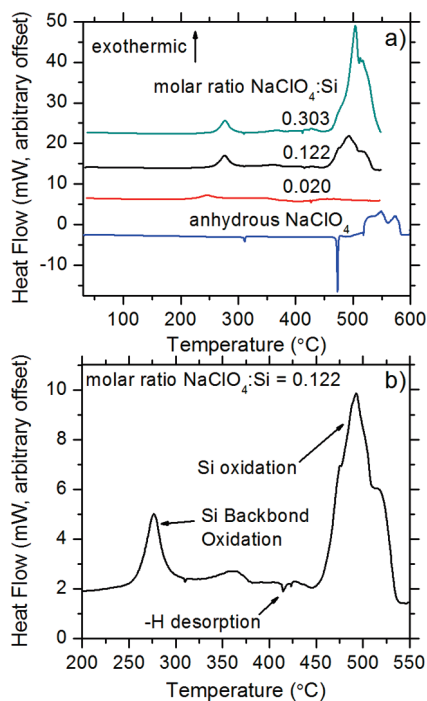 a)
exothermic
molar ratio NaClO₄:Si
0.303
0.122
0.020
anhydrous NaClO₄
50
40
30
20
10
0
-10
Heat Flow (mW, arbitrary offset)
100 200 300 400 500 600
Temperature (°C)
b)
molar ratio NaClO₄:Si = 0.122
Si oxidation
Si Backbond
Oxidation
-H desorption
10
8
6
4
2
0
Heat Flow (mW, arbitrary offset)
200 250 300 350 400 450 500 550
Temperature (°C)